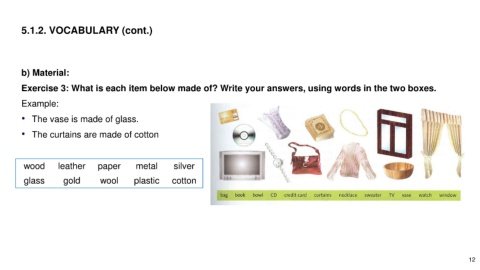 5.1.2. VOCABULARY (cont.)
b) Material:
Exercise 3: What is each item below made of? Write your answers, using words in the two boxes.
Example:
• The vase is made of glass.
• The curtains are made of cotton
wood leather paper metal silver
glass gold wool plastic cotton
bag book bowl CD credit card curtains necklace sweater TV vase watch window
12